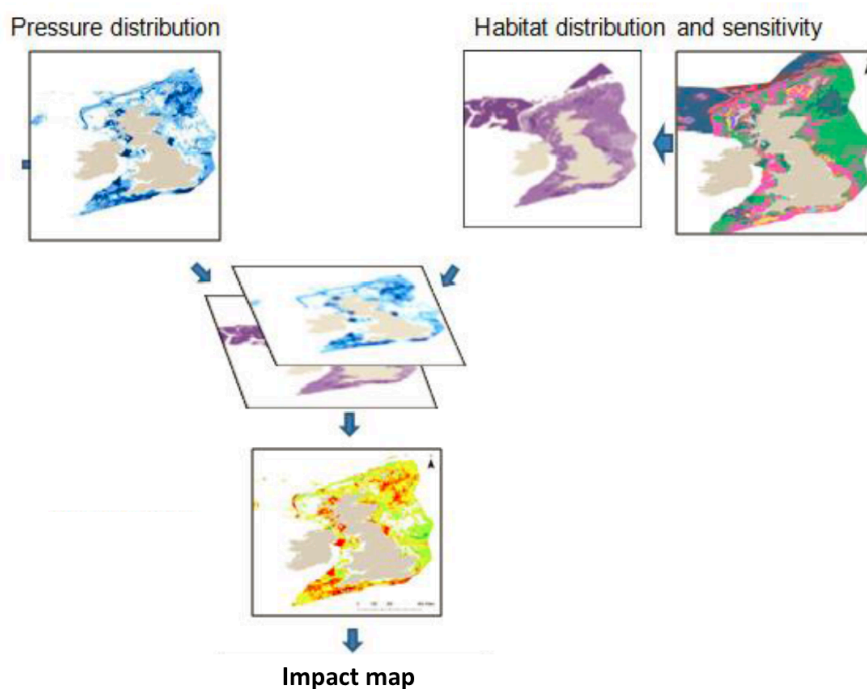 Pressure distribution
Habitat distribution and sensitivity
Impact map